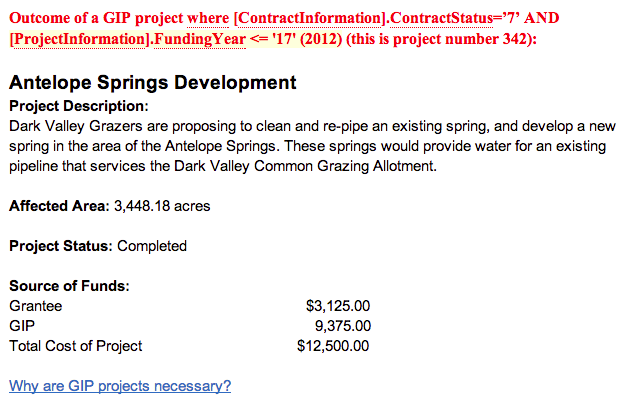 Outcome of a GIP project where [ContractInformation].ContractStatus=’7’ AND
[ProjectInformation].FundingYear <= '17' (2012) (this is project number 342):
Antelope Springs Development
Project Description:
Dark Valley Grazers are proposing to clean and re-pipe an existing spring, and develop a new
spring in the area of the Antelope Springs. These springs would provide water for an existing
pipeline that services the Dark Valley Common Grazing Allotment.
Affected Area: 3,448.18 acres
Project Status: Completed
Source of Funds:
Grantee $3,125.00
GIP 9,375.00
Total Cost of Project $12,500.00
Why are GIP projects necessary?